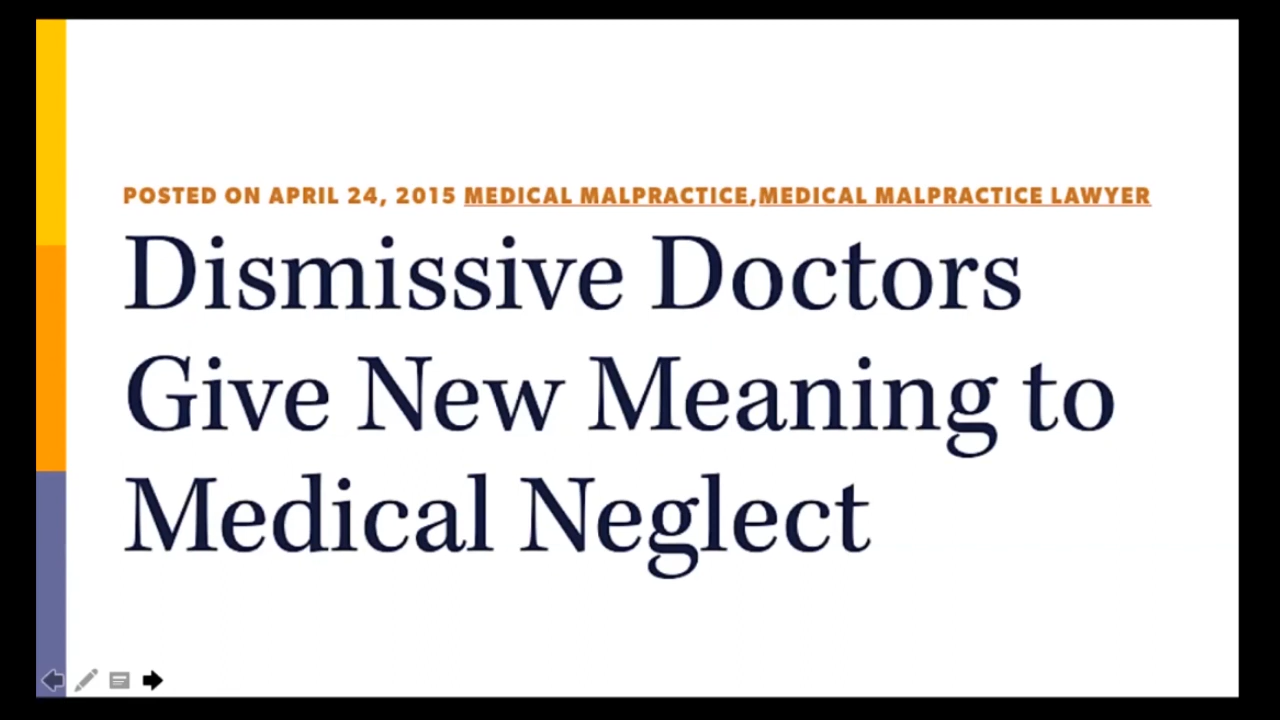 POSTED ON APRIL 24, 2015 MEDICAL MALPRACTICE,MEDICAL MALPRACTICE LAWYER
Dismissive Doctors
Give New Meaning to
Medical Neglect